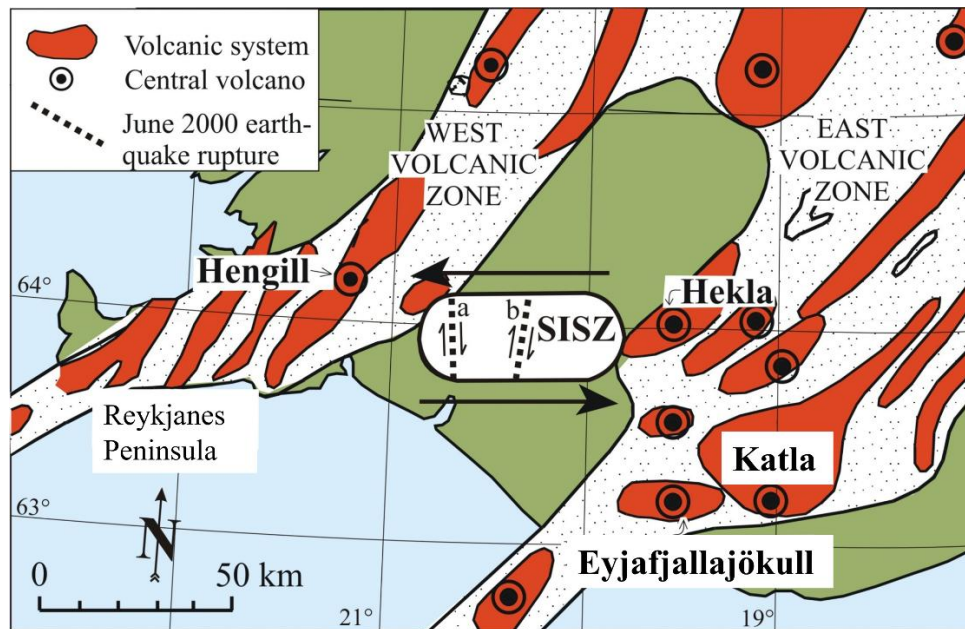 Volcanic system
Central volcano
June 2000 earth-
quake rupture
WEST
VOLCANIC
ZONE
EAST
VOLCANIC
ZONE
Hengill
Hekla
64°
a
b
SISZ
Reykjanes
Peninsula
Katla
63°
N
Eyjafjallajökull
0
50 km
21°
19°